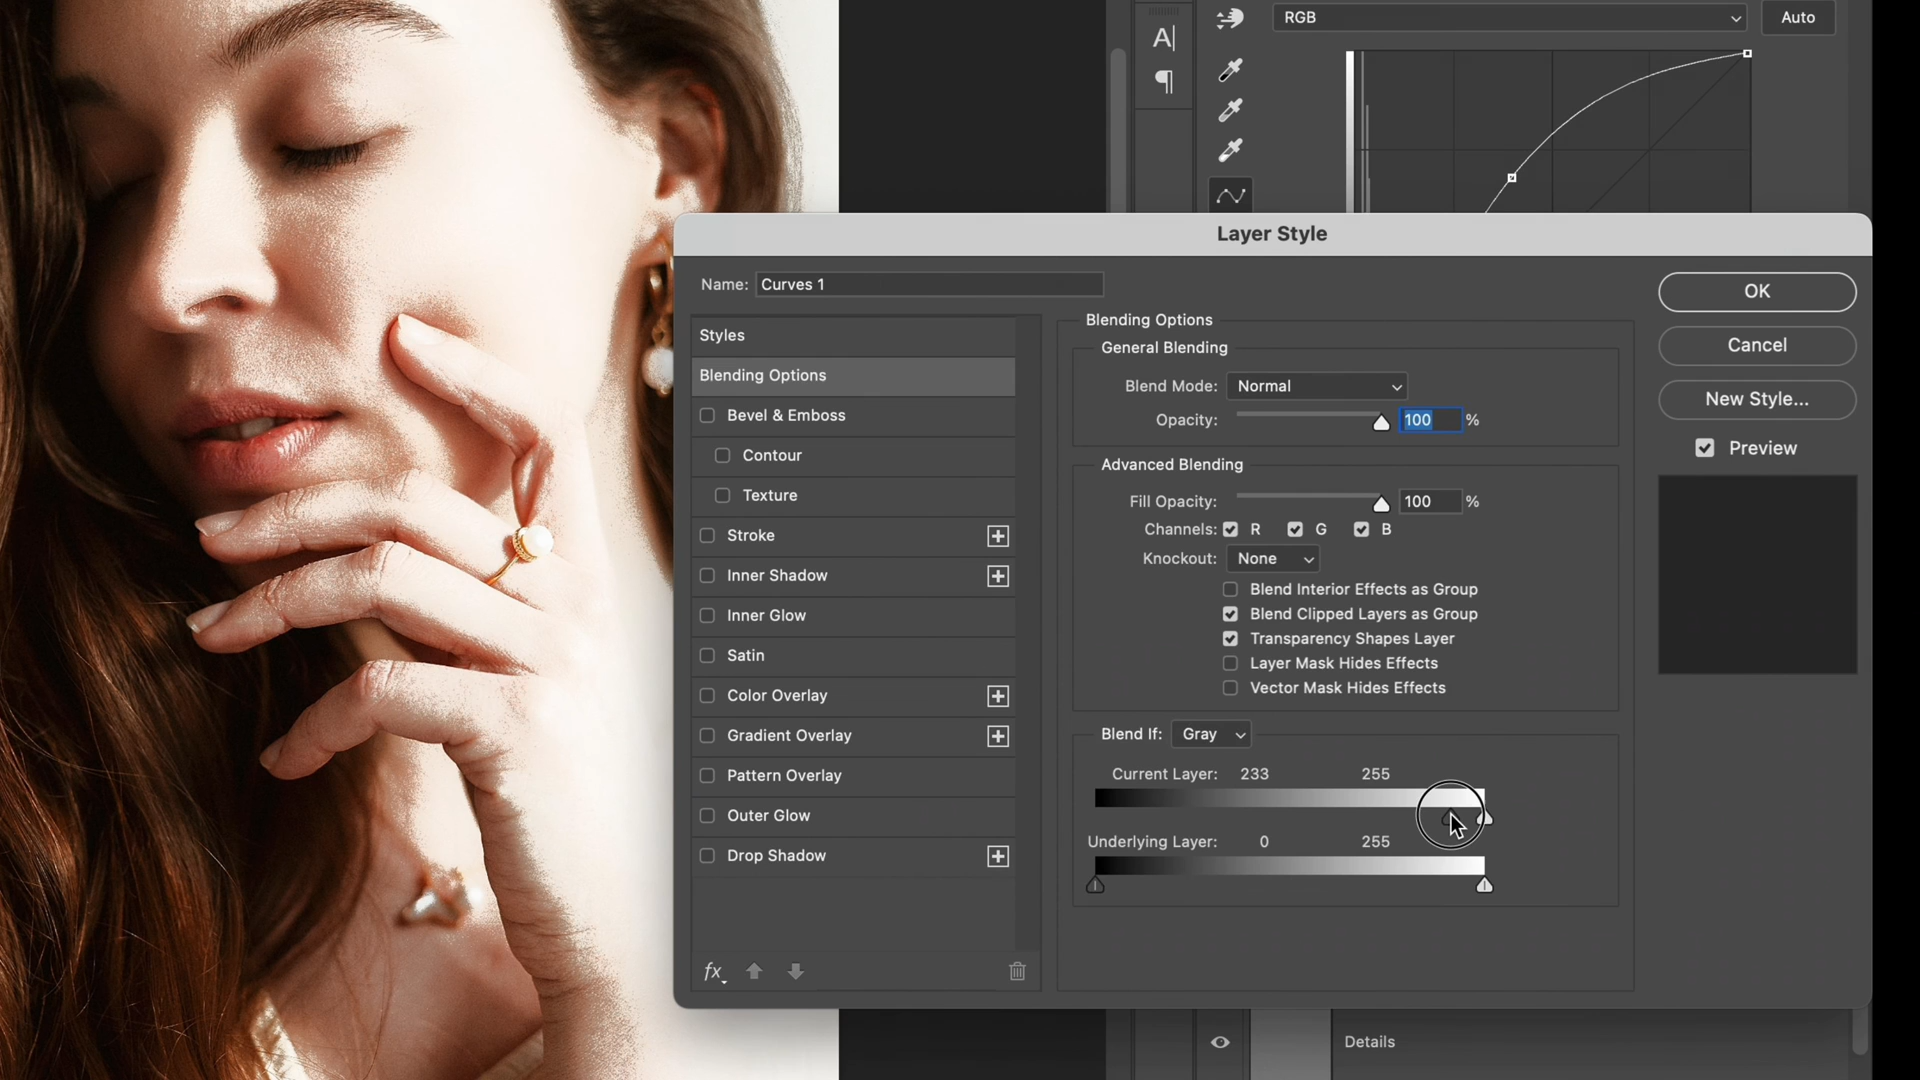 RGB
Auto
A|
¶
Layer Style
Name: Curves 1
Styles
Blending Options
Bevel & Emboss
Contour
Texture
Stroke
Inner Shadow
Inner Glow
Satin
Color Overlay
Gradient Overlay
Pattern Overlay
Outer Glow
Drop Shadow
fx
Blending Options
General Blending
Blend Mode: Normal
Opacity: 100 %
Advanced Blending
Fill Opacity: 100 %
Channels: R G B
Knockout: None
Blend Interior Effects as Group
Blend Clipped Layers as Group
Transparency Shapes Layer
Layer Mask Hides Effects
Vector Mask Hides Effects
Blend If: Gray
Current Layer: 233 255
Underlying Layer: 0 255
OK
Cancel
New Style...
Preview
Details